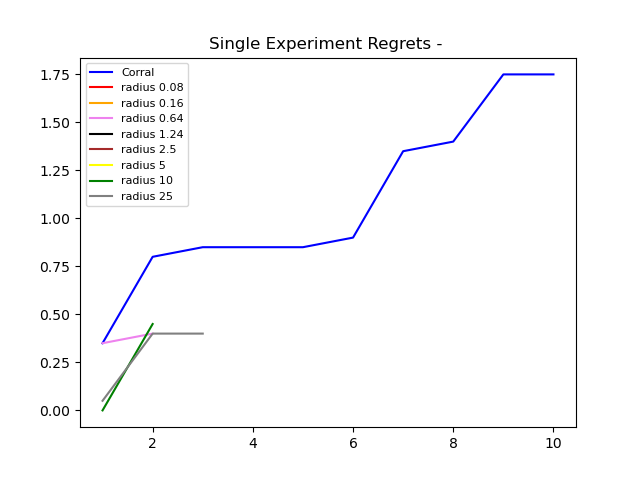 Single Experiment Regrets -
1.75
1.50
1.25
1.00
0.75
0.50
0.25
0.00
Corral
radius 0.08
radius 0.16
radius 0.64
radius 1.24
radius 2.5
radius 5
radius 10
radius 25
2
4
6
8
10